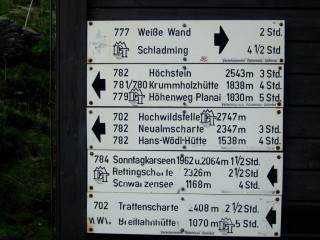 777 Weiße Wand 2 Std.
Schladming 4 1/2 Std
782 Höchstein 2543m 3 Std.
781/780 Krummholzhütte 1838m 4 Std.
779 Höhenweg Planai 1830m 5 Std.
702 Hochwildstelle 2747m
782 Neualmscharte 2347m 3 Std.
782 Hans-Wödl-Hütte 1538m 4 Std.
784 Sonntagkarseen 1962u.2064m 1 1/2 Std.
Rettingscharte 2326m 2 1/2 Std.
Schwarzensee 1168m 4 Std.
702 Trattenscharte 2408m 2 1/2 Std.
WWW. Breitlahnhütte 1070m 5 Std.